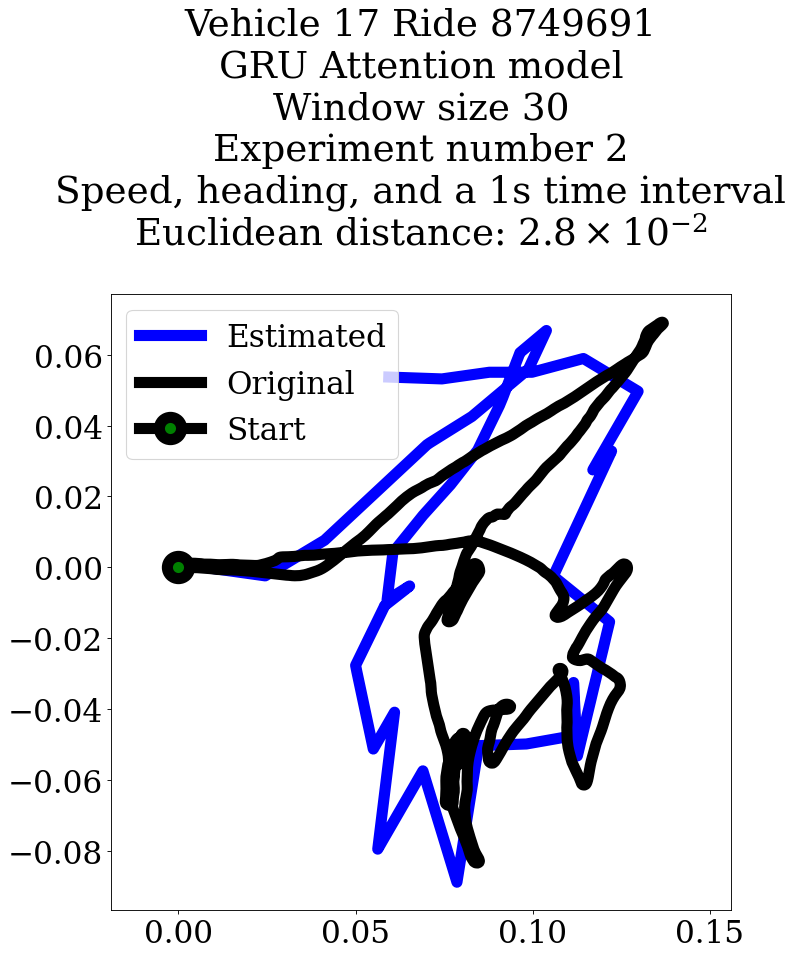 Vehicle 17 Ride 8749691
GRU Attention model
Window size 30
Experiment number 2
Speed, heading, and a 1s time interval
Euclidean distance: 2.8 × 10⁻²
Estimated
Original
Start
0.06
0.04
0.02
0.00
−0.02
−0.04
−0.06
−0.08
0.00 0.05 0.10 0.15